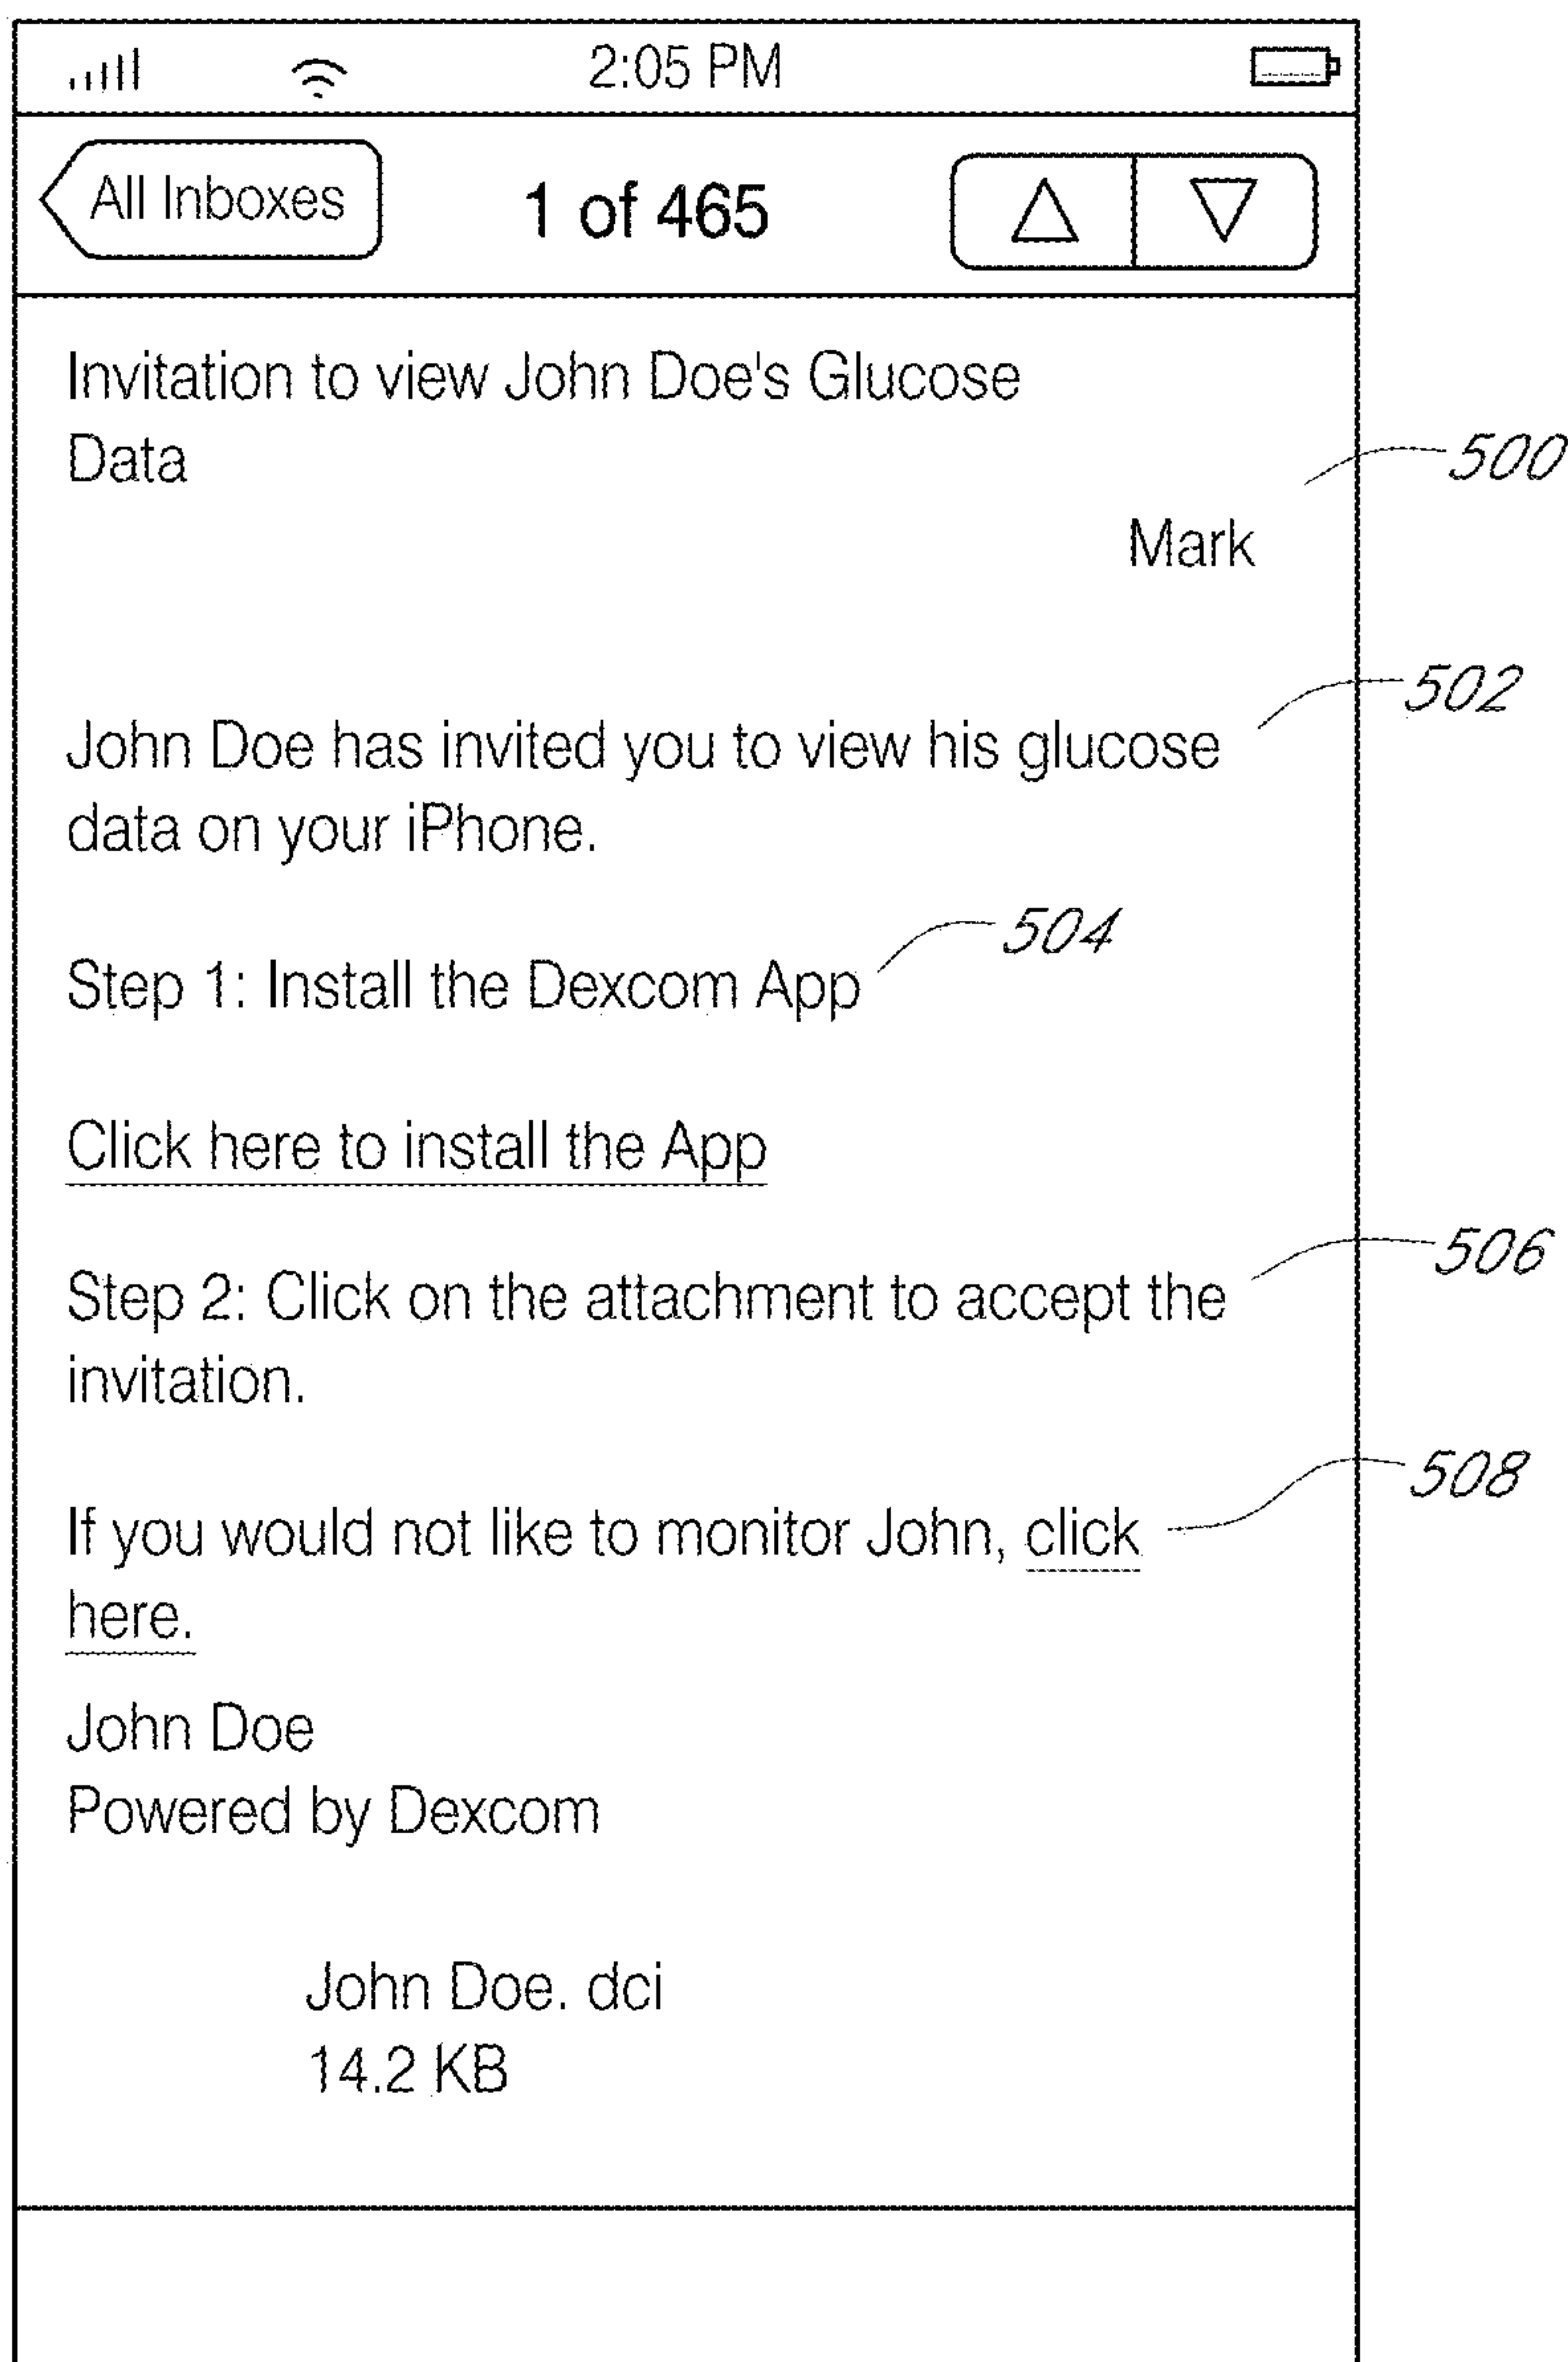 2:05 PM
All Inboxes
1 of 465
Invitation to view John Doe's Glucose
Data
500
Mark
502
John Doe has invited you to view his glucose
data on your iPhone.
504
Step 1: Install the Dexcom App
Click here to install the App
506
Step 2: Click on the attachment to accept the
invitation.
508
If you would not like to monitor John, click
here.
John Doe
Powered by Dexcom
John Doe. dci
14.2 KB